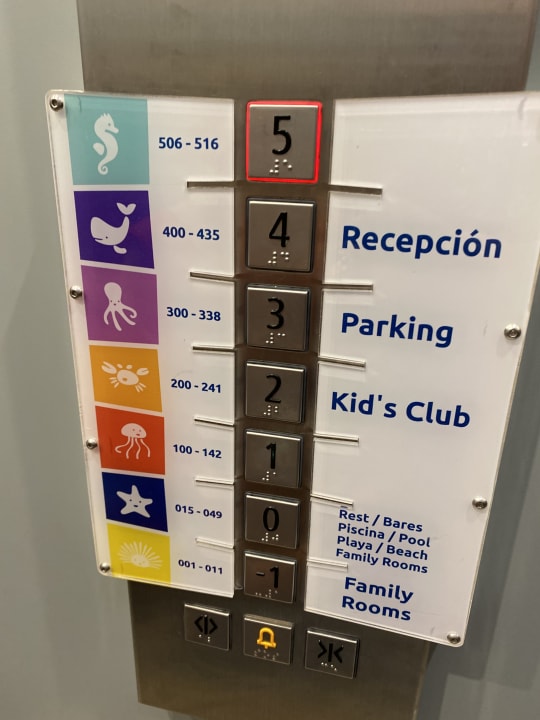 506 - 516
5
400 - 435
4
Recepción
300 - 338
3
Parking
200 - 241
2
Kid's Club
100 - 142
1
015 - 049
0
Rest / Bares
Piscina / Pool
Playa / Beach
Family Rooms
001 - 011
-1
Family
Rooms